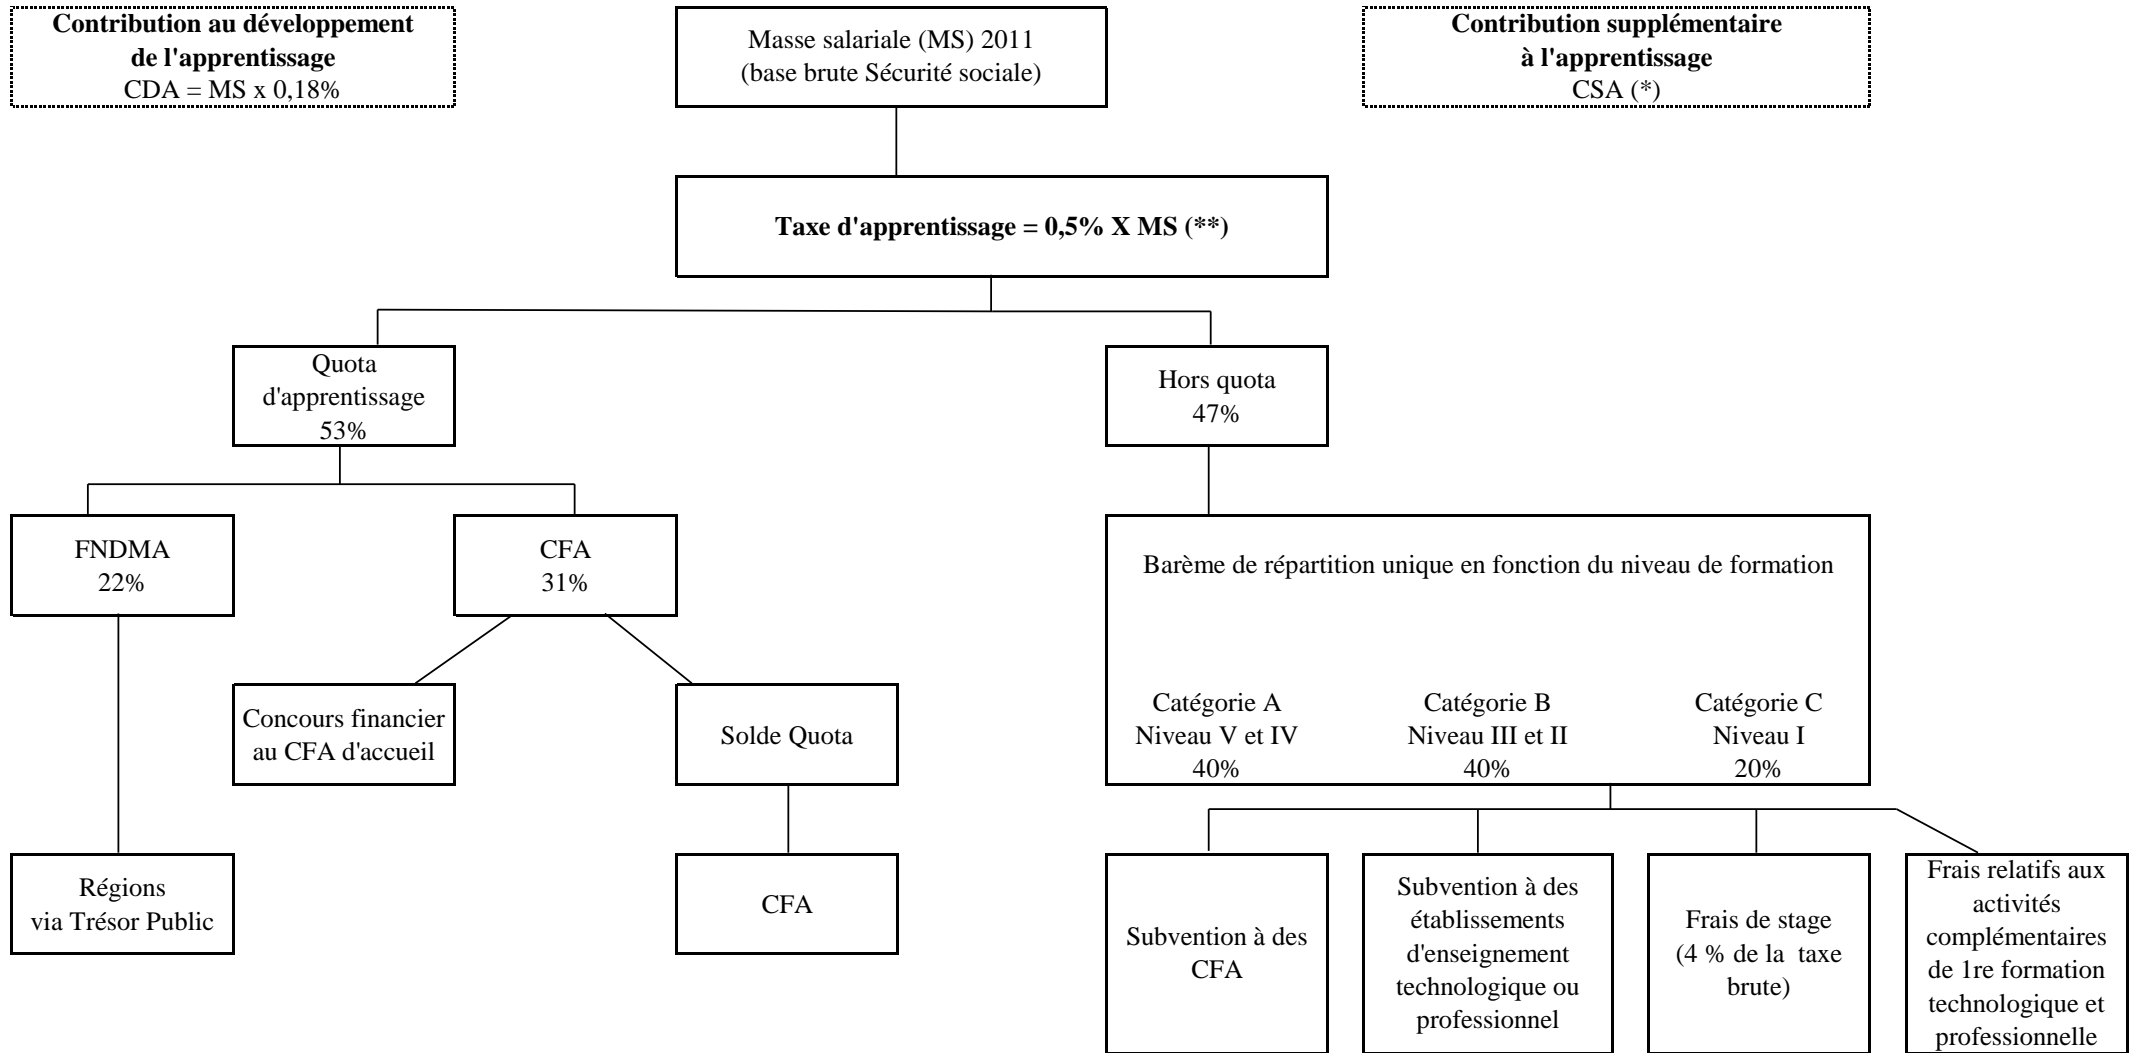 Contribution au développement
de l'apprentissage
CDA = MS x 0,18%
Masse salariale (MS) 2011
(base brute Sécurité sociale)
Contribution supplémentaire
à l'apprentissage
CSA (*)
Taxe d'apprentissage = 0,5% X MS (**)
Quota
d'apprentissage
53%
Hors quota
47%
FNDMA
22%
CFA
31%
Barème de répartition unique en fonction du niveau de formation
Catégorie A
Niveau V et IV
40%
Catégorie B
Niveau III et II
40%
Catégorie C
Niveau I
20%
Concours financier
au CFA d'accueil
Solde Quota
Régions
via Trésor Public
CFA
Subvention à des
CFA
Subvention à des
établissements
d'enseignement
technologique ou
professionnel
Frais de stage
(4 % de la taxe
brute)
Frais relatifs aux
activités
complémentaires
de 1re formation
technologique et
professionnelle